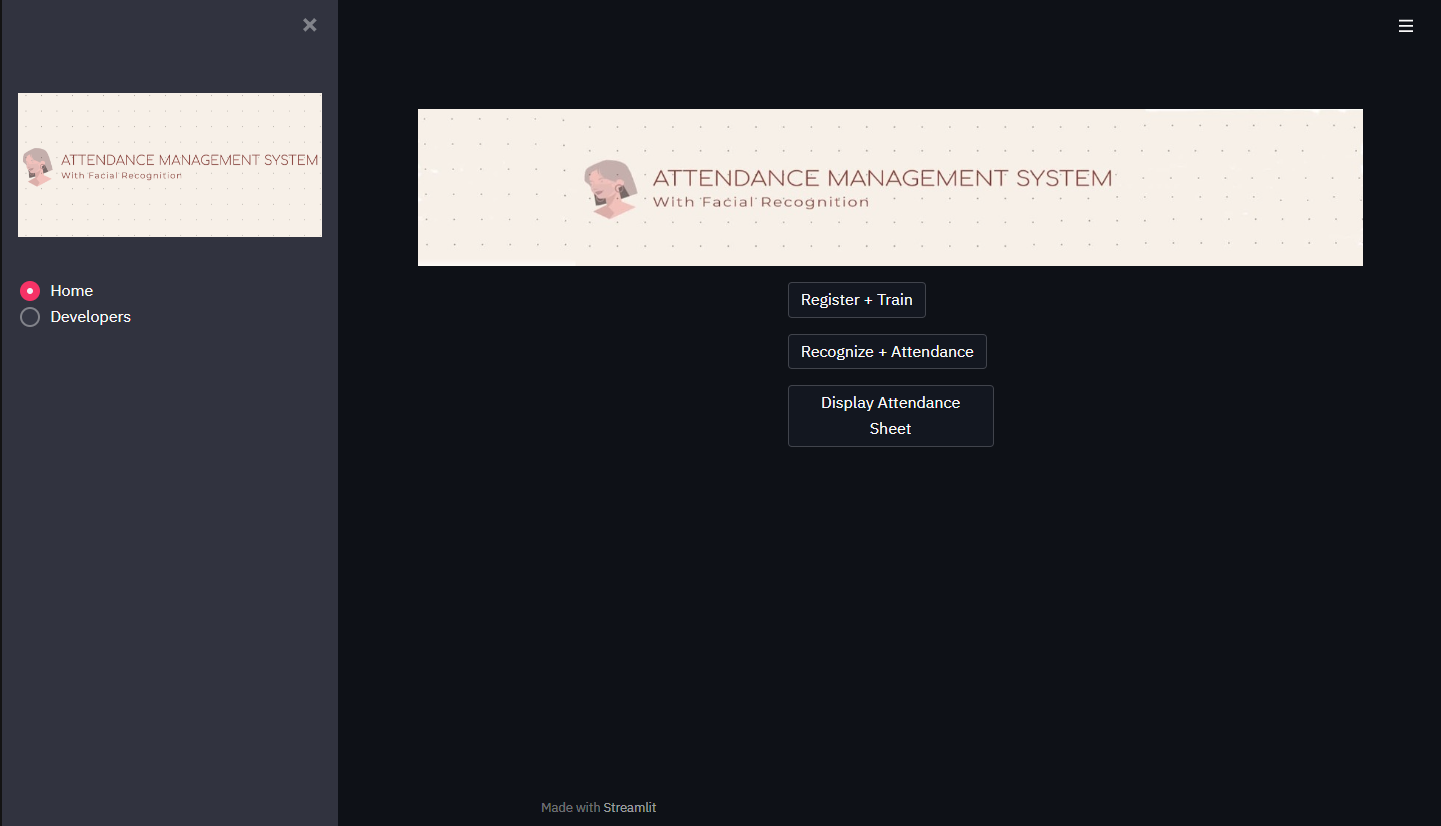 ATTENDANCE MANAGEMENT SYSTEM
With Facial Recognition
Home
Developers
ATTENDANCE MANAGEMENT SYSTEM
With Facial Recognition
Register + Train
Recognize + Attendance
Display Attendance
Sheet
Made with Streamlit